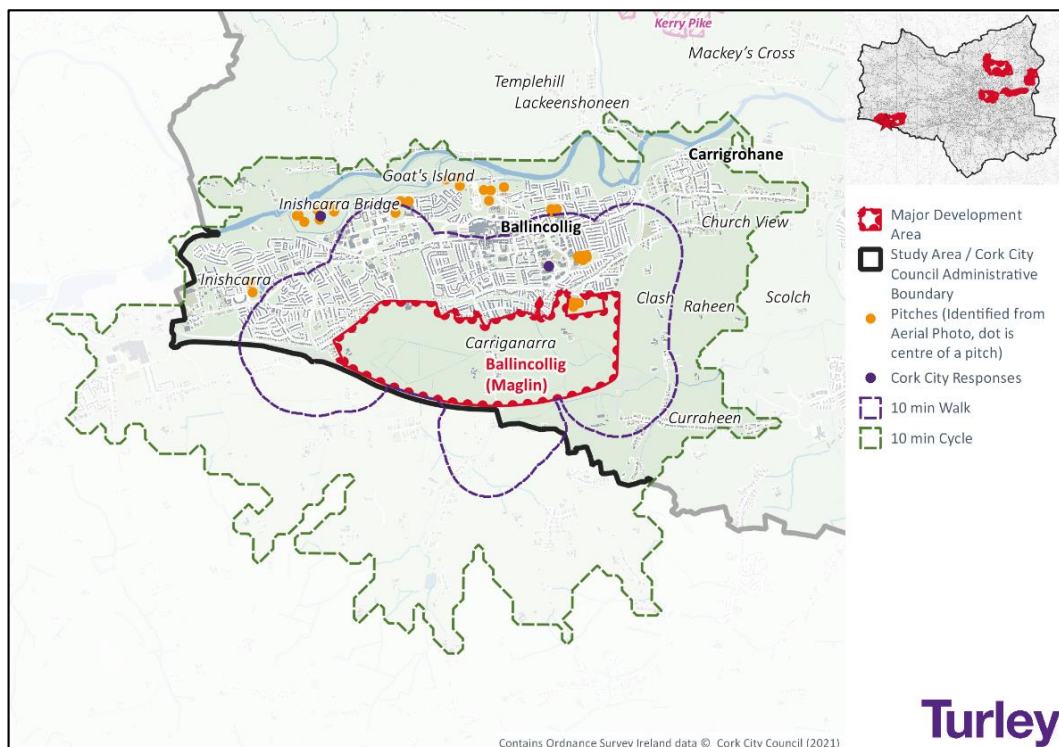 Kerry Pike
Mackey's Cross
Templehill
Lackeenshoneen
Carrigrohane
Goat's Island
Inishcarra Bridge
Church View
Ballincollig
Inishcarra
Clash
Raheen
Scolch
Carriganarra
Ballincollig
(Maglin)
Curraheen
Contains Ordnance Survey Ireland data © Cork City Council (2021)
Major Development
Area
Study Area / Cork City
Council Administrative
Boundary
Pitches (Identified from
Aerial Photo, dot is
centre of a pitch)
Cork City Responses
10 min Walk
10 min Cycle
Turley